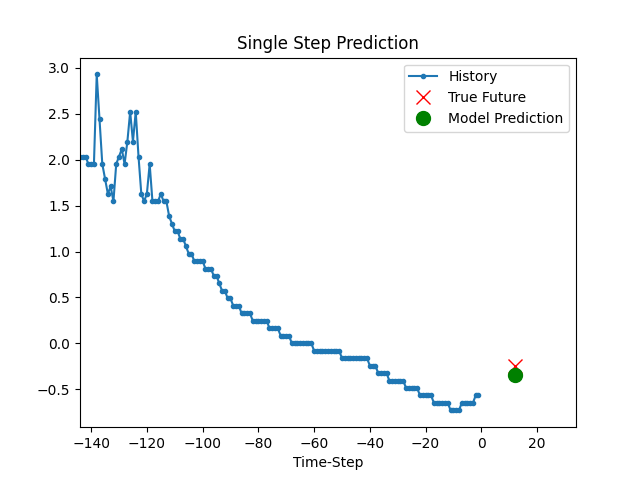 Single Step Prediction
History
True Future
Model Prediction
3.0
2.5
2.0
1.5
1.0
0.5
0.0
−0.5
−140 −120 −100 −80 −60 −40 −20 0 20
Time-Step